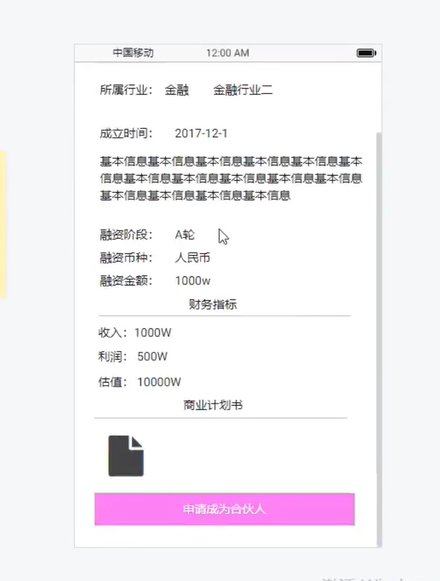 中国移动 12:00 AM
所属行业： 金融 金融行业二
成立时间： 2017-12-1
基本信息基本信息基本信息基本信息基本信息基本
信息基本信息基本信息基本信息基本信息基本信息
基本信息基本信息基本信息基本信息
融资阶段： A轮
融资币种： 人民币
融资金额： 1000w
财务指标
收入：1000W
利润： 500W
估值： 10000W
商业计划书
申请成为合伙人